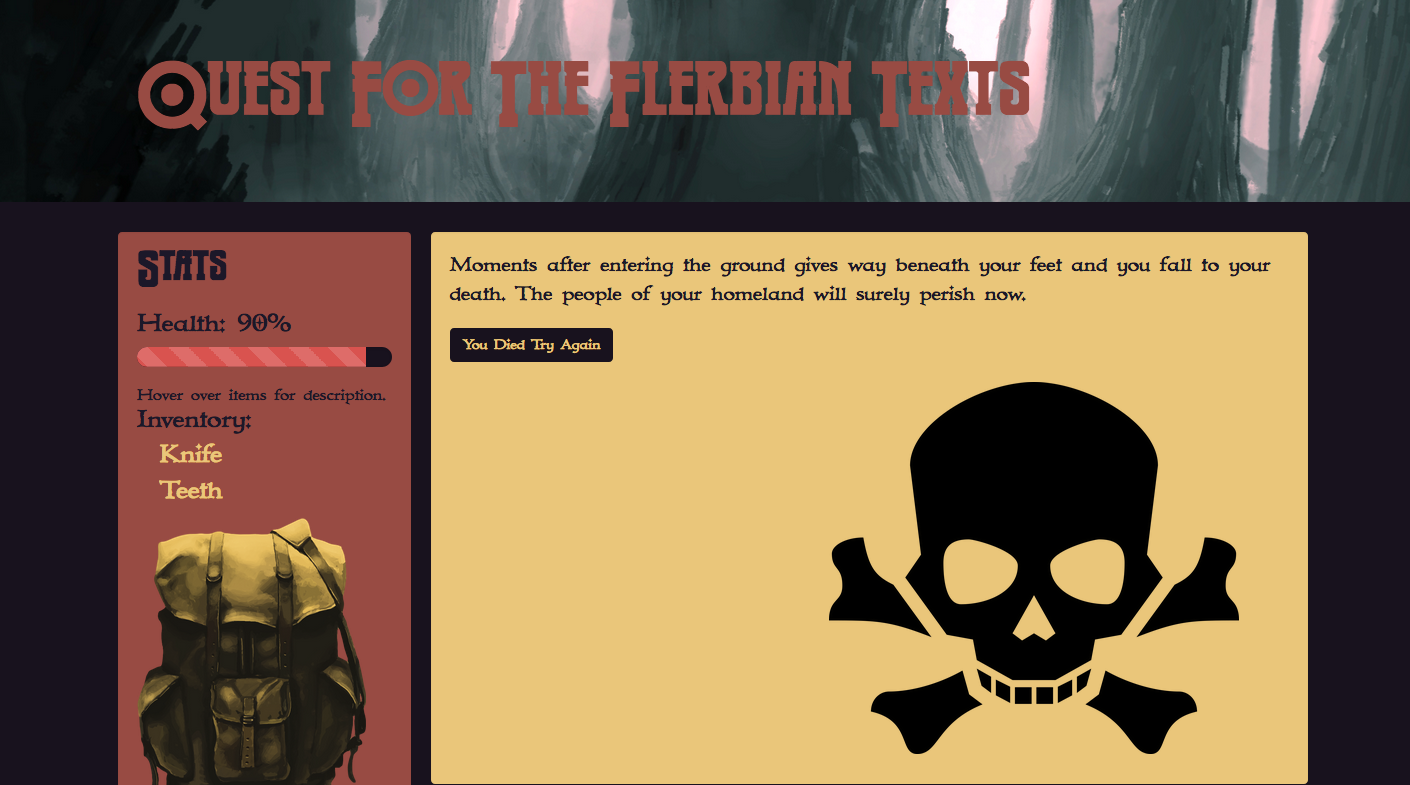 Quest For The Flerbian Texts
Stats
Health: 90%
Hover over items for description.
Inventory:
Knife
Teeth
Moments after entering the ground gives way beneath your feet and you fall to your
death. The people of your homeland will surely perish now.
You Died Try Again